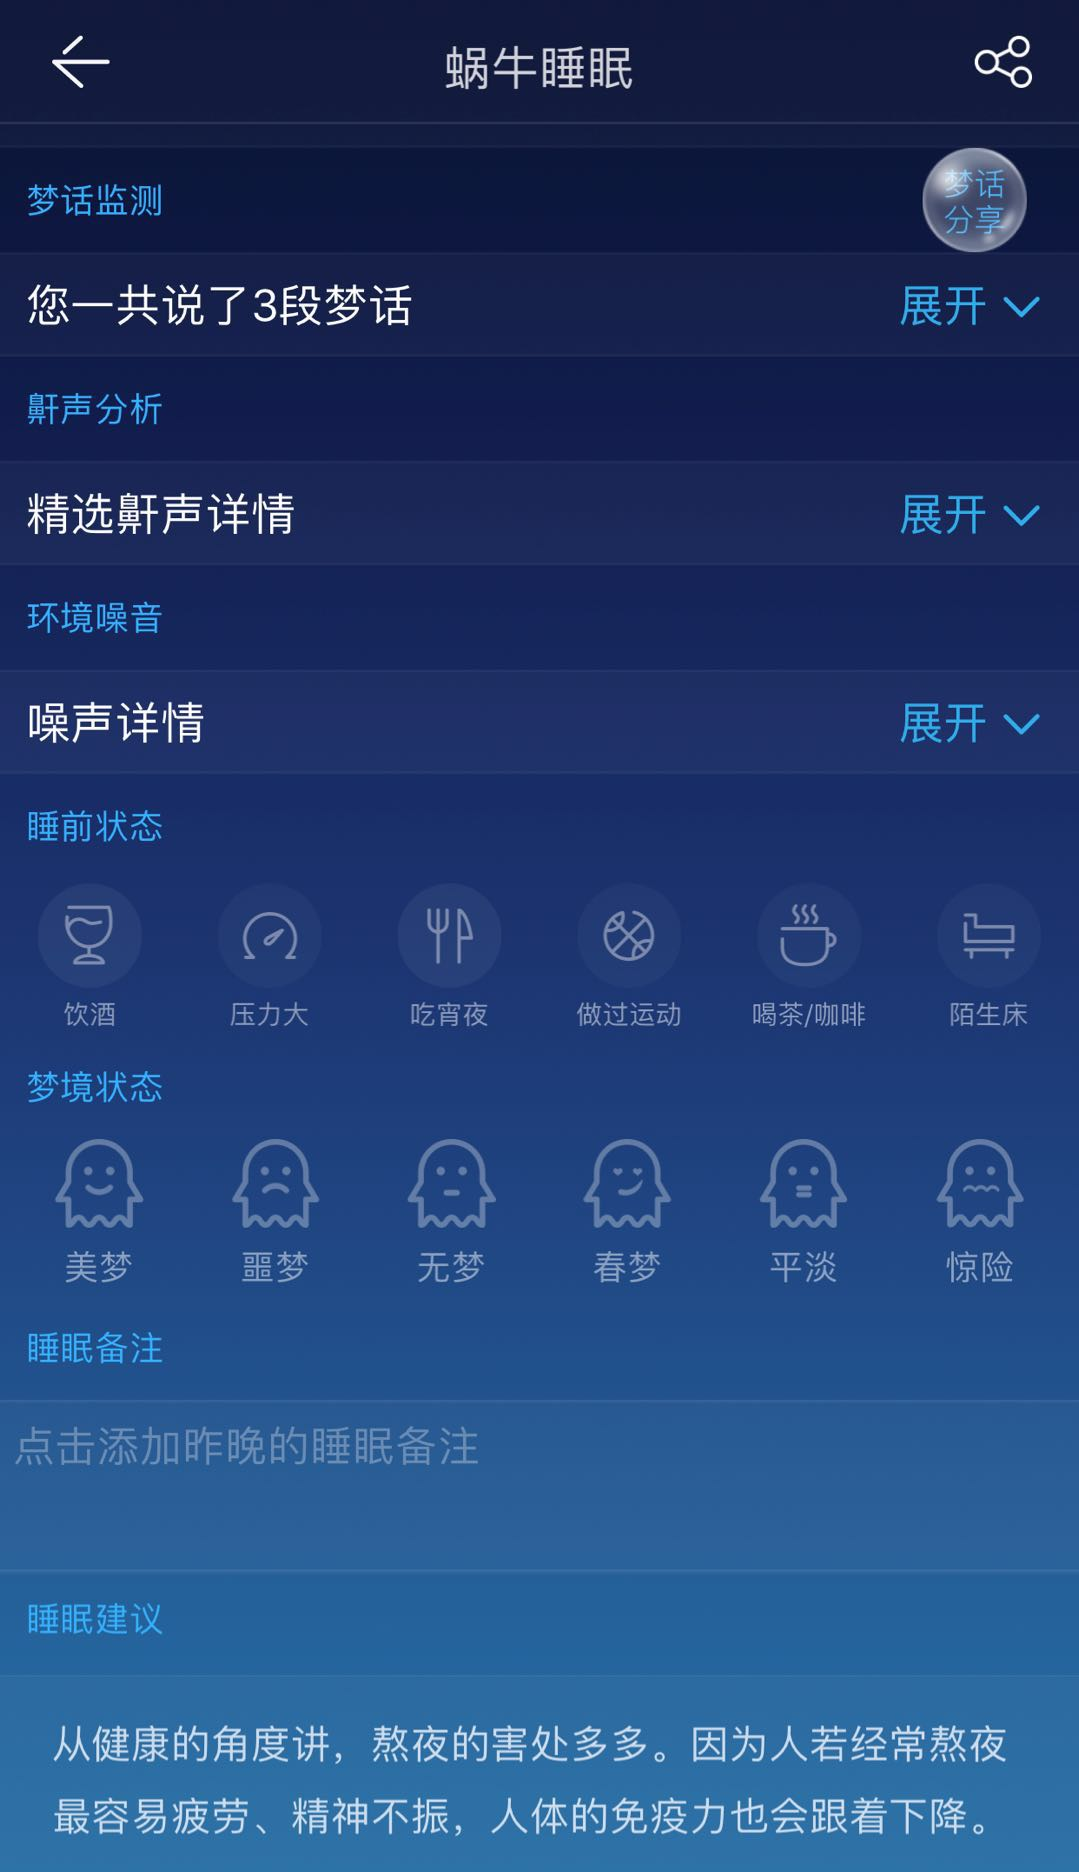 蜗牛睡眠
梦话监测
梦话
分享
您一共说了3段梦话
展开
鼾声分析
精选鼾声详情
展开
环境噪音
噪声详情
展开
睡前状态
饮酒
压力大
吃宵夜
做过运动
喝茶/咖啡
陌生床
梦境状态
美梦
噩梦
无梦
春梦
平淡
惊险
睡眠备注
点击添加昨晚的睡眠备注
睡眠建议
从健康的角度讲，熬夜的害处多多。因为人若经常熬夜
最容易疲劳、精神不振，人体的免疫力也会跟着下降。